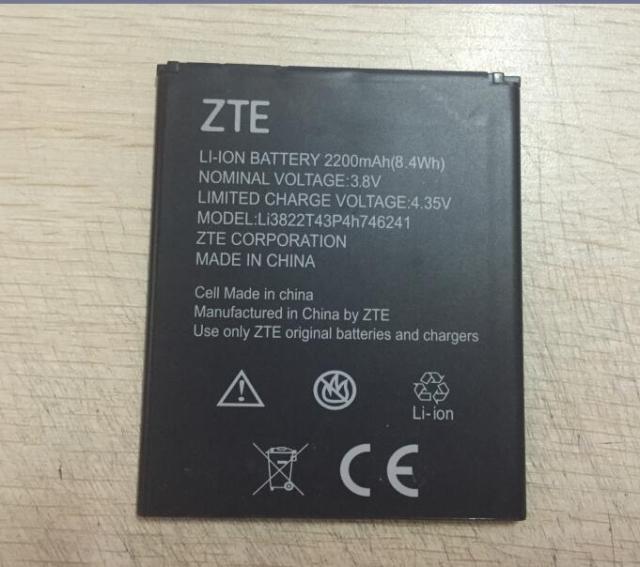 ZTE
LI-ION BATTERY 2200mAh(8.4Wh)
NOMINAL VOLTAGE:3.8V
LIMITED CHARGE VOLTAGE:4.35V
MODEL:Li3822T43P4h746241
ZTE CORPORATION
MADE IN CHINA
Cell Made in china
Manufactured in China by ZTE
Use only ZTE original batteries and chargers
Li-ion
CE